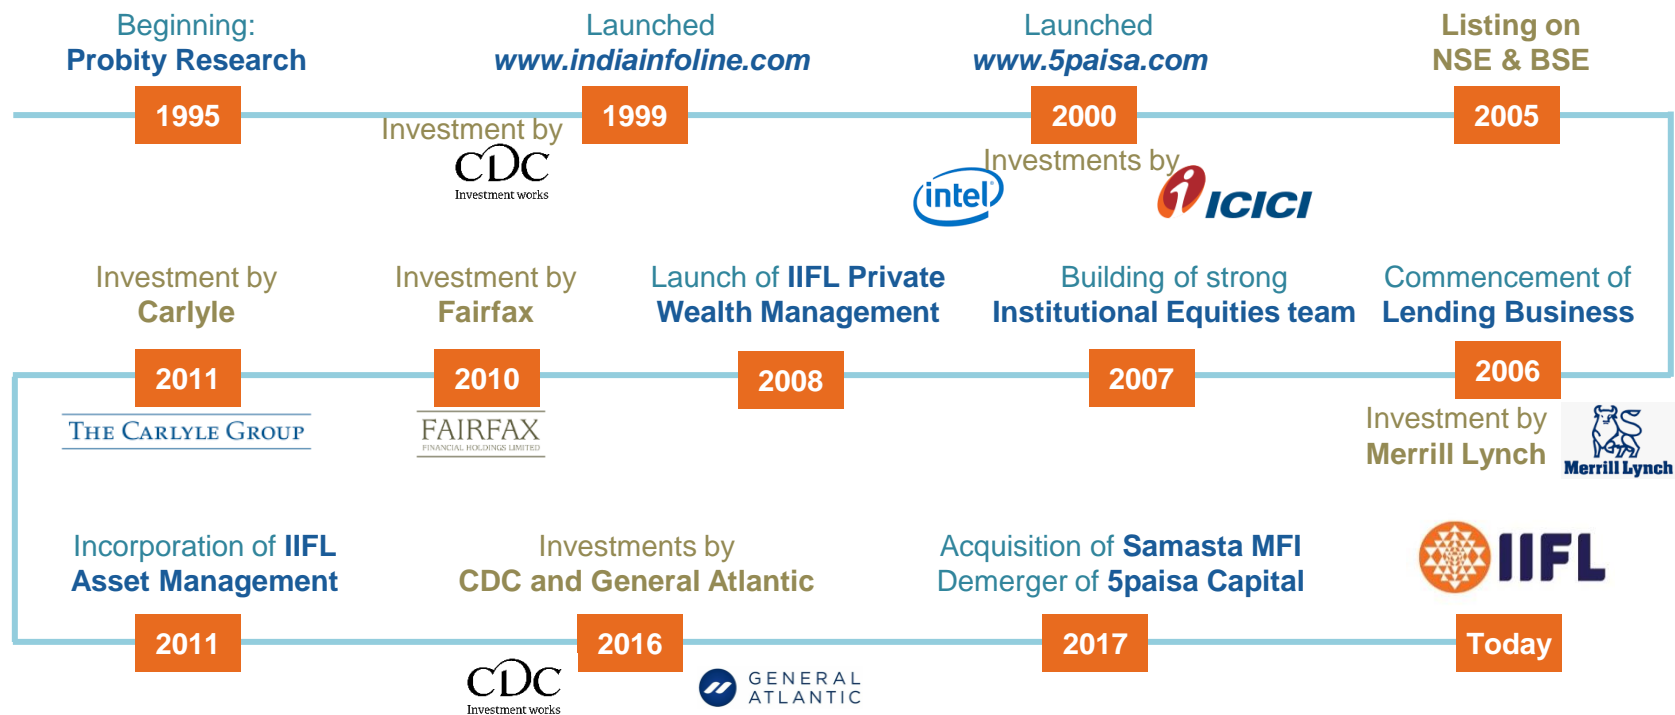 Beginning:
Probity Research
1995
Investment by
CDC
Investment works
Launched
www.indiainfoline.com
1999
Launched
www.5paisa.com
2000
Investments by
intel
ICICI
Listing on
NSE & BSE
2005
Investment by
Carlyle
2011
THE CARLYLE GROUP
Investment by
Fairfax
2010
FAIRFAX
FINANCIAL HOLDINGS LIMITED
Launch of IIFL Private
Wealth Management
2008
Building of strong
Institutional Equities team
2007
Commencement of
Lending Business
2006
Investment by
Merrill Lynch
Merrill Lynch
Incorporation of IIFL
Asset Management
2011
Investments by
CDC and General Atlantic
2016
CDC
Investment works
GENERAL
ATLANTIC
Acquisition of Samasta MFI
Demerger of 5paisa Capital
2017
IIFL
Today